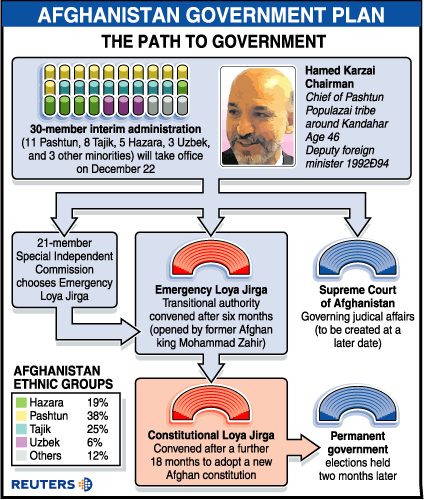 AFGHANISTAN GOVERNMENT PLAN
THE PATH TO GOVERNMENT
30-member interim administration
(11 Pashtun, 8 Tajik, 5 Hazara, 3 Uzbek,
and 3 other minorities) will take office
on December 22
Hamed Karzai
Chairman
Chief of Pashtun
Populazai tribe
around Kandahar
Age 46
Deputy foreign
minister 1992Ð94
21-member
Special Independent
Commission
chooses Emergency
Loya Jirga
Emergency Loya Jirga
Transitional authority
convened after six months
(opened by former Afghan
king Mohammad Zahir)
Supreme Court
of Afghanistan
Governing judical affairs
(to be created at a
later date)
AFGHANISTAN
ETHNIC GROUPS
Hazara 19%
Pashtun 38%
Tajik 25%
Uzbek 6%
Others 12%
Constitutional Loya Jirga
Convened after a further
18 months to adopt a new
Afghan constitution
Permanent
government
elections held
two months later
REUTERS